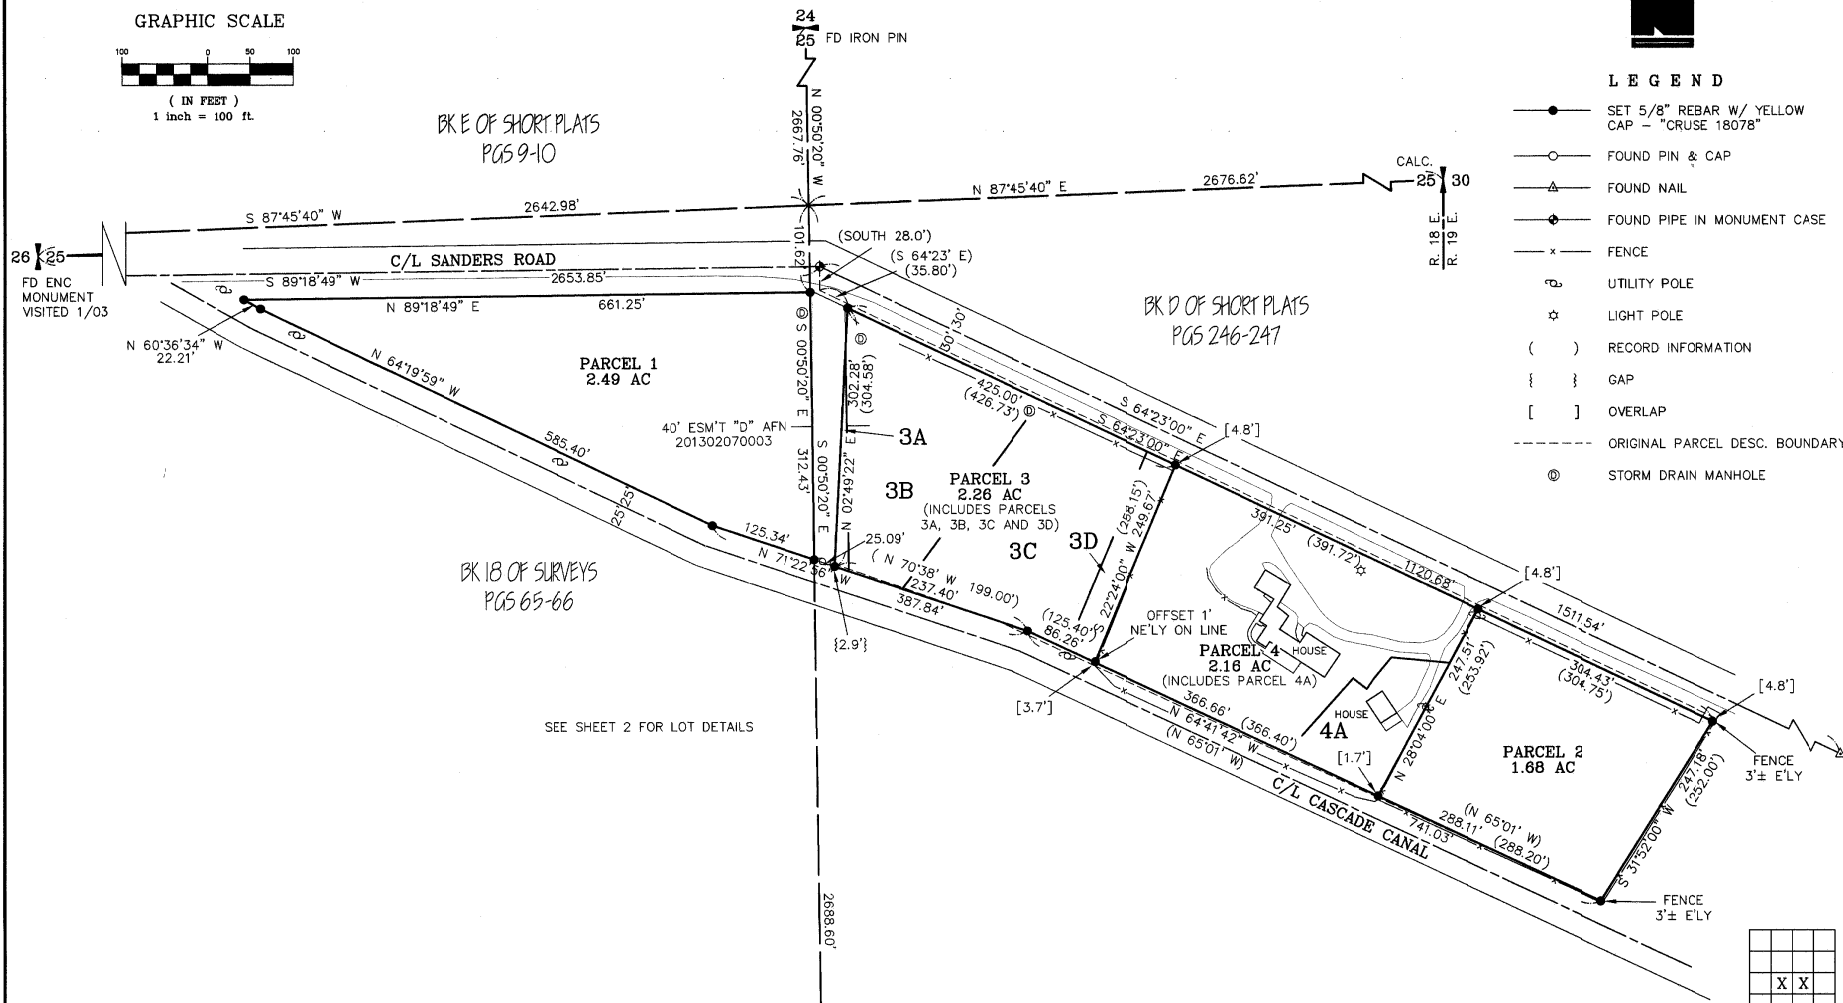 GRAPHIC SCALE
100 0 50 100
( IN FEET )
1 inch = 100 ft.
24
25 FD IRON PIN
BK E OF SHORT PLATS
PGS 9-10
N 00°50'20" W
2667.76'
CALC.
25 30
R. 18 E.
R. 19 E.
N 87°45'40" E 2676.62'
S 87°45'40" W 2642.98'
26 25
FD ENC
MONUMENT
VISITED 1/03
C/L SANDERS ROAD
S 89°18'49" W 2653.85'
N 89°18'49" E 661.25'
101.62'
(SOUTH 28.0')
(S 64°23' E)
(35.80')
N 60°36'34" W
22.21'
N 64°19'59" W
585.40'
25' 25'
PARCEL 1
2.49 AC
40' ESM'T "D" AFN
201302070003
S 00°50'20" E 312.43'
S 00°50'20" E
N 02°49'22" E
302.28'
(304.58')
125.34'
N 71°22'56" W
25.09'
{2.9'}
BK 18 OF SURVEYS
PGS 65-66
BK D OF SHORT PLATS
PGS 246-247
30' 30'
425.00'
(426.73')
S 64°23'00" E
S 64°23'00" E
[4.8']
3A
3B
PARCEL 3
2.26 AC
(INCLUDES PARCELS
3A, 3B, 3C AND 3D)
3C
3D
(258.15')
S 22°24'00" W 249.67'
( N 70°38' W 199.00')
237.40'
387.84'
(125.40')
86.26'
OFFSET 1'
NE'LY ON LINE
[3.7']
391.25'
(391.72')
1120.68'
[4.8']
1511.54'
HOUSE
PARCEL 4
2.16 AC
(INCLUDES PARCEL 4A)
HOUSE
4A
366.66' (366.40')
N 64°41'42" W
(N 65°01' W)
[1.7']
247.51'
(253.92')
N 28°04'00" E
304.43'
(304.75')
[4.8']
PARCEL 2
1.68 AC
FENCE
3'± E'LY
247.18'
(252.00')
S 31°52'00" W
(N 65°01' W)
288.11' (288.20')
741.03'
FENCE
3'± E'LY
C/L CASCADE CANAL
SEE SHEET 2 FOR LOT DETAILS
2688.60'
LEGEND
SET 5/8" REBAR W/ YELLOW
CAP - "CRUSE 18078"
FOUND PIN & CAP
FOUND NAIL
FOUND PIPE IN MONUMENT CASE
x FENCE
UTILITY POLE
LIGHT POLE
( ) RECORD INFORMATION
{ } GAP
[ ] OVERLAP
ORIGINAL PARCEL DESC. BOUNDARY
D STORM DRAIN MANHOLE
X X